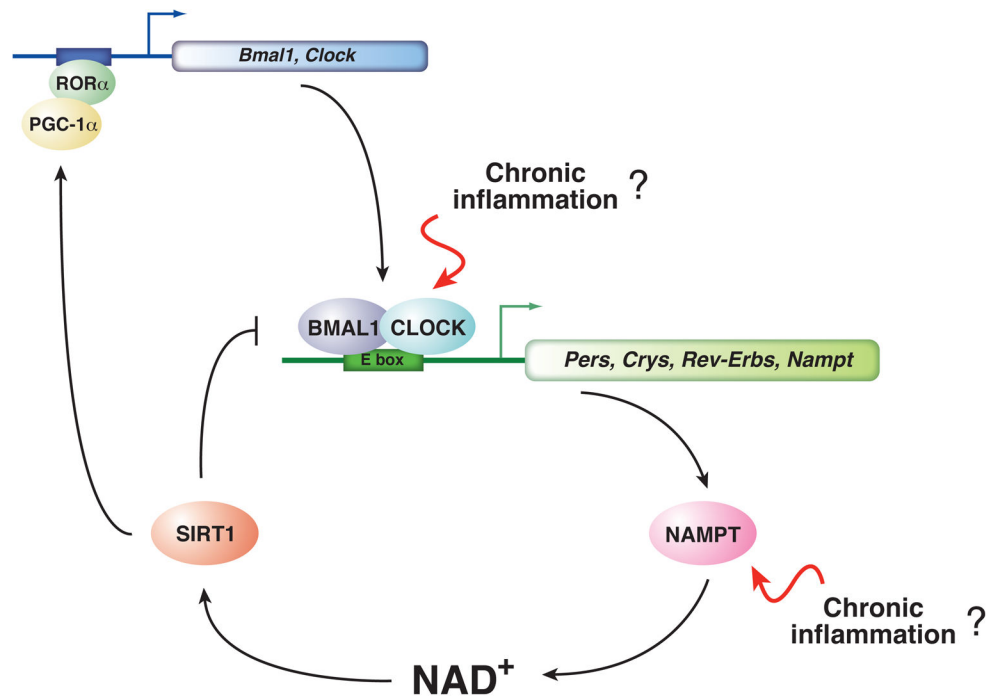 Bmal1, Clock
RORα
PGC-1α
Chronic
inflammation ?
BMAL1 CLOCK
E box
Pers, Crys, Rev-Erbs, Nampt
SIRT1
NAMPT
Chronic
inflammation ?
NAD+